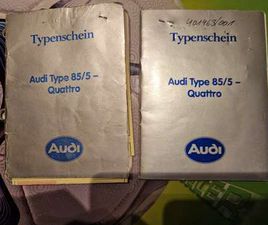 Typenschein
Audi Type 85/5 –
Quattro
Audi
Typenschein
Audi Type 85/5 –
Quattro
Audi